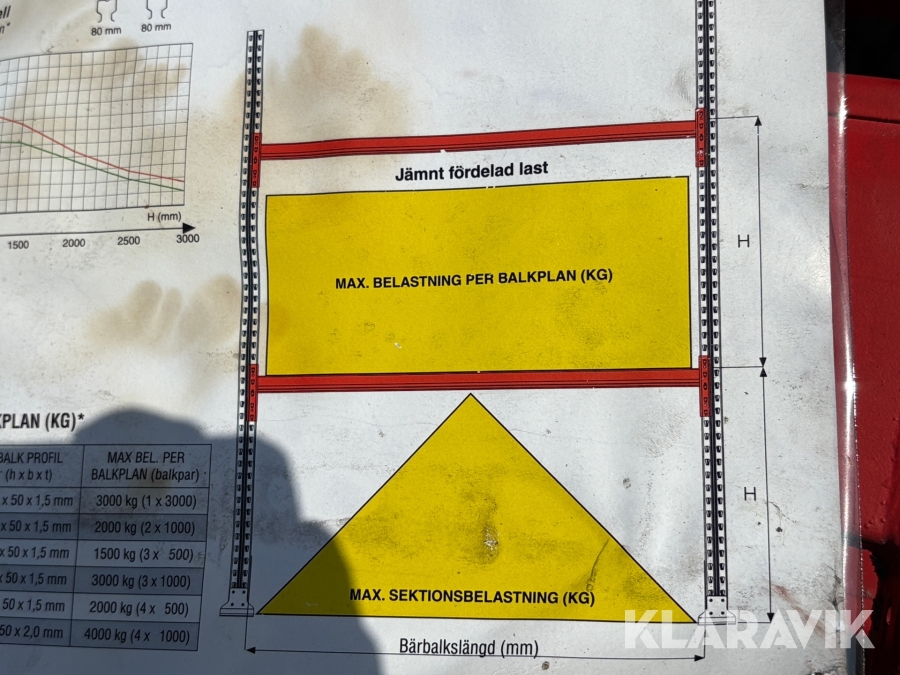 ell
80 mm
80 mm
H (mm)
1500 2000 2500 3000
Jämnt fördelad last
MAX. BELASTNING PER BALKPLAN (KG)
H
KPLAN (KG)*
BALK PROFIL
(h x b x t)
MAX BEL. PER
BALKPLAN (balkpar)
x 50 x 1,5 mm 3000 kg (1 x 3000)
x 50 x 1,5 mm 2000 kg (2 x 1000)
x 50 x 1,5 mm 1500 kg (3 x 500)
x 50 x 1,5 mm 3000 kg (3 x 1000)
50 x 1,5 mm 2000 kg (4 x 500)
50 x 2,0 mm 4000 kg (4 x 1000)
H
MAX. SEKTIONSBELASTNING (KG)
Bärbalkslängd (mm)
KLARAVIK